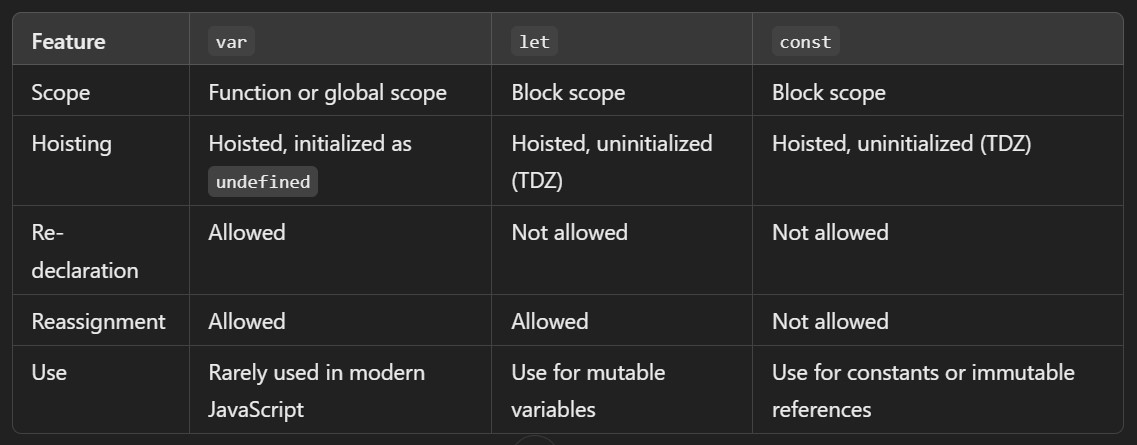 Feature var let const
Scope Function or global scope Block scope Block scope
Hoisting Hoisted, initialized as Hoisted, uninitialized Hoisted, uninitialized (TDZ)
undefined (TDZ)
Re- Allowed Not allowed Not allowed
declaration
Reassignment Allowed Allowed Not allowed
Use Rarely used in modern Use for mutable Use for constants or immutable
JavaScript variables references